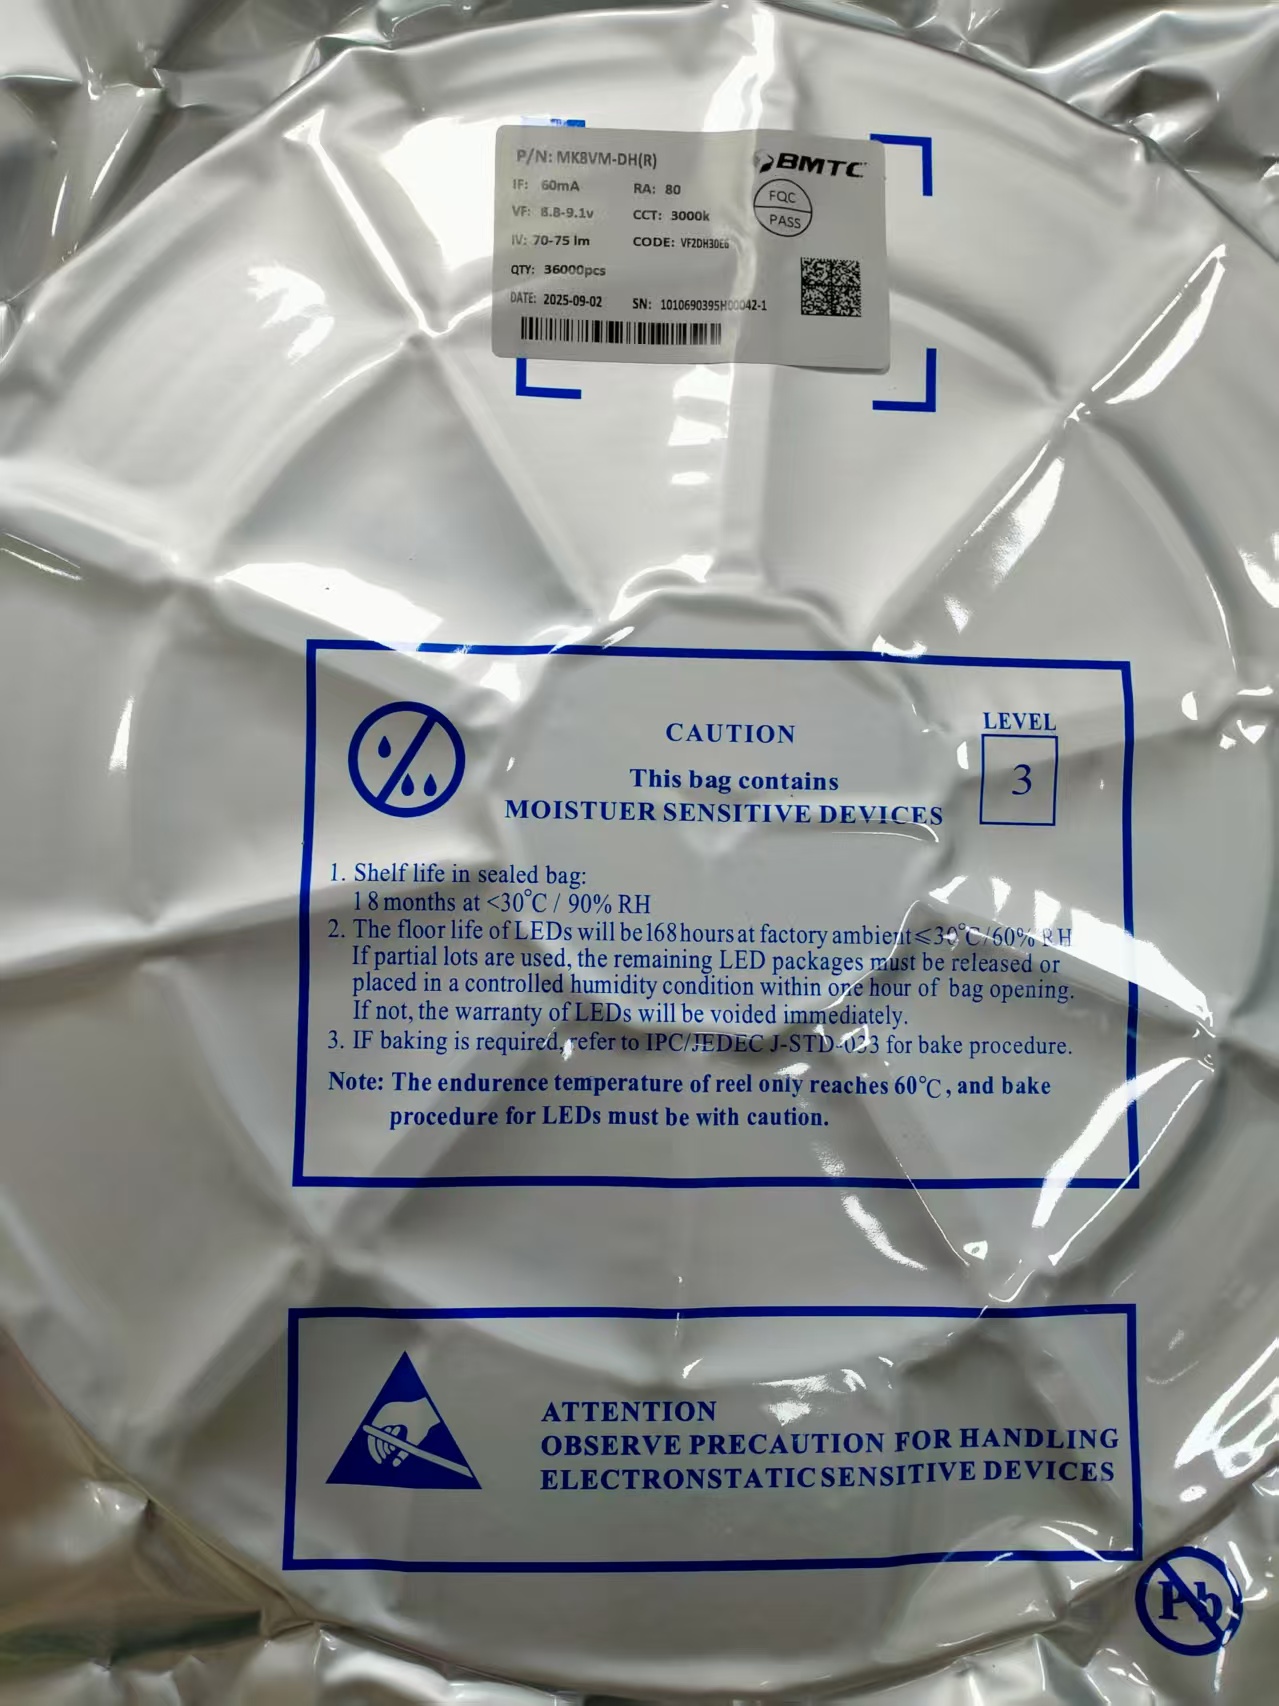 P/N: MK8VM-DH(R)
BMTC
IF: 60mA
RA: 80
FQC
PASS
VF: 8.8-9.1v
CCT: 3000k
IV: 70-75 lm
CODE: VF2DH30E6
QTY: 36000pcs
DATE: 2025-09-02
SN: 1010690395H00042-1
LEVEL
3
CAUTION
This bag contains
MOISTUER SENSITIVE DEVICES
1. Shelf life in sealed bag:
18 months at <30°C / 90% RH
2. The floor life of LEDs will be 168 hours at factory ambient ≤30°C/60% RH
If partial lots are used, the remaining LED packages must be released or
placed in a controlled humidity condition within one hour of bag opening.
If not, the warranty of LEDs will be voided immediately.
3. IF baking is required, refer to IPC/JEDEC J-STD-033 for bake procedure.
Note: The endurence temperature of reel only reaches 60°C, and bake
procedure for LEDs must be with caution.
ATTENTION
OBSERVE PRECAUTION FOR HANDLING
ELECTRONSTATIC SENSITIVE DEVICES
Pb